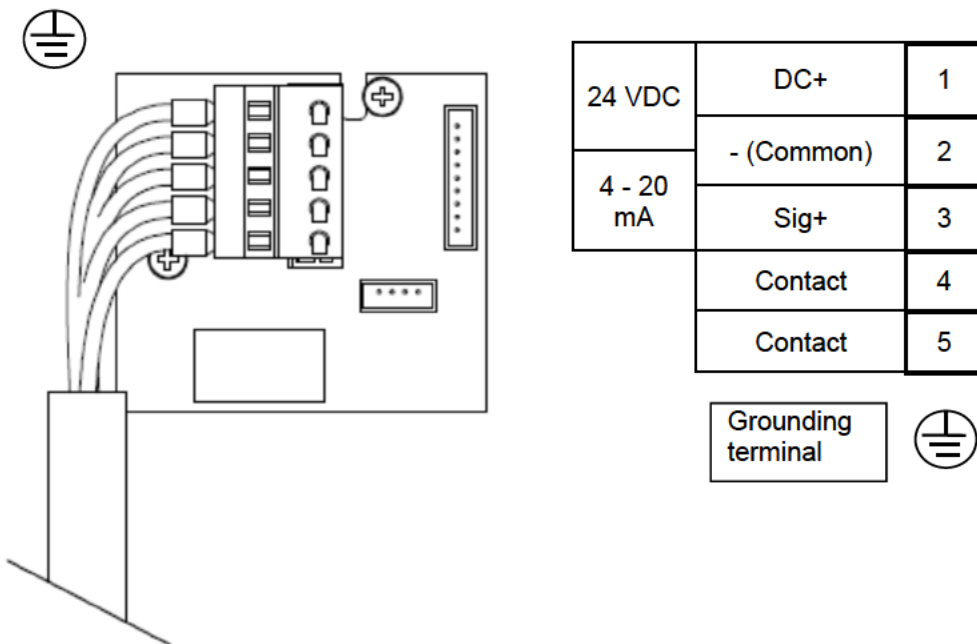 24 VDC
DC+
1
- (Common)
2
4 - 20
mA
Sig+
3
Contact
4
Contact
5
Grounding
terminal